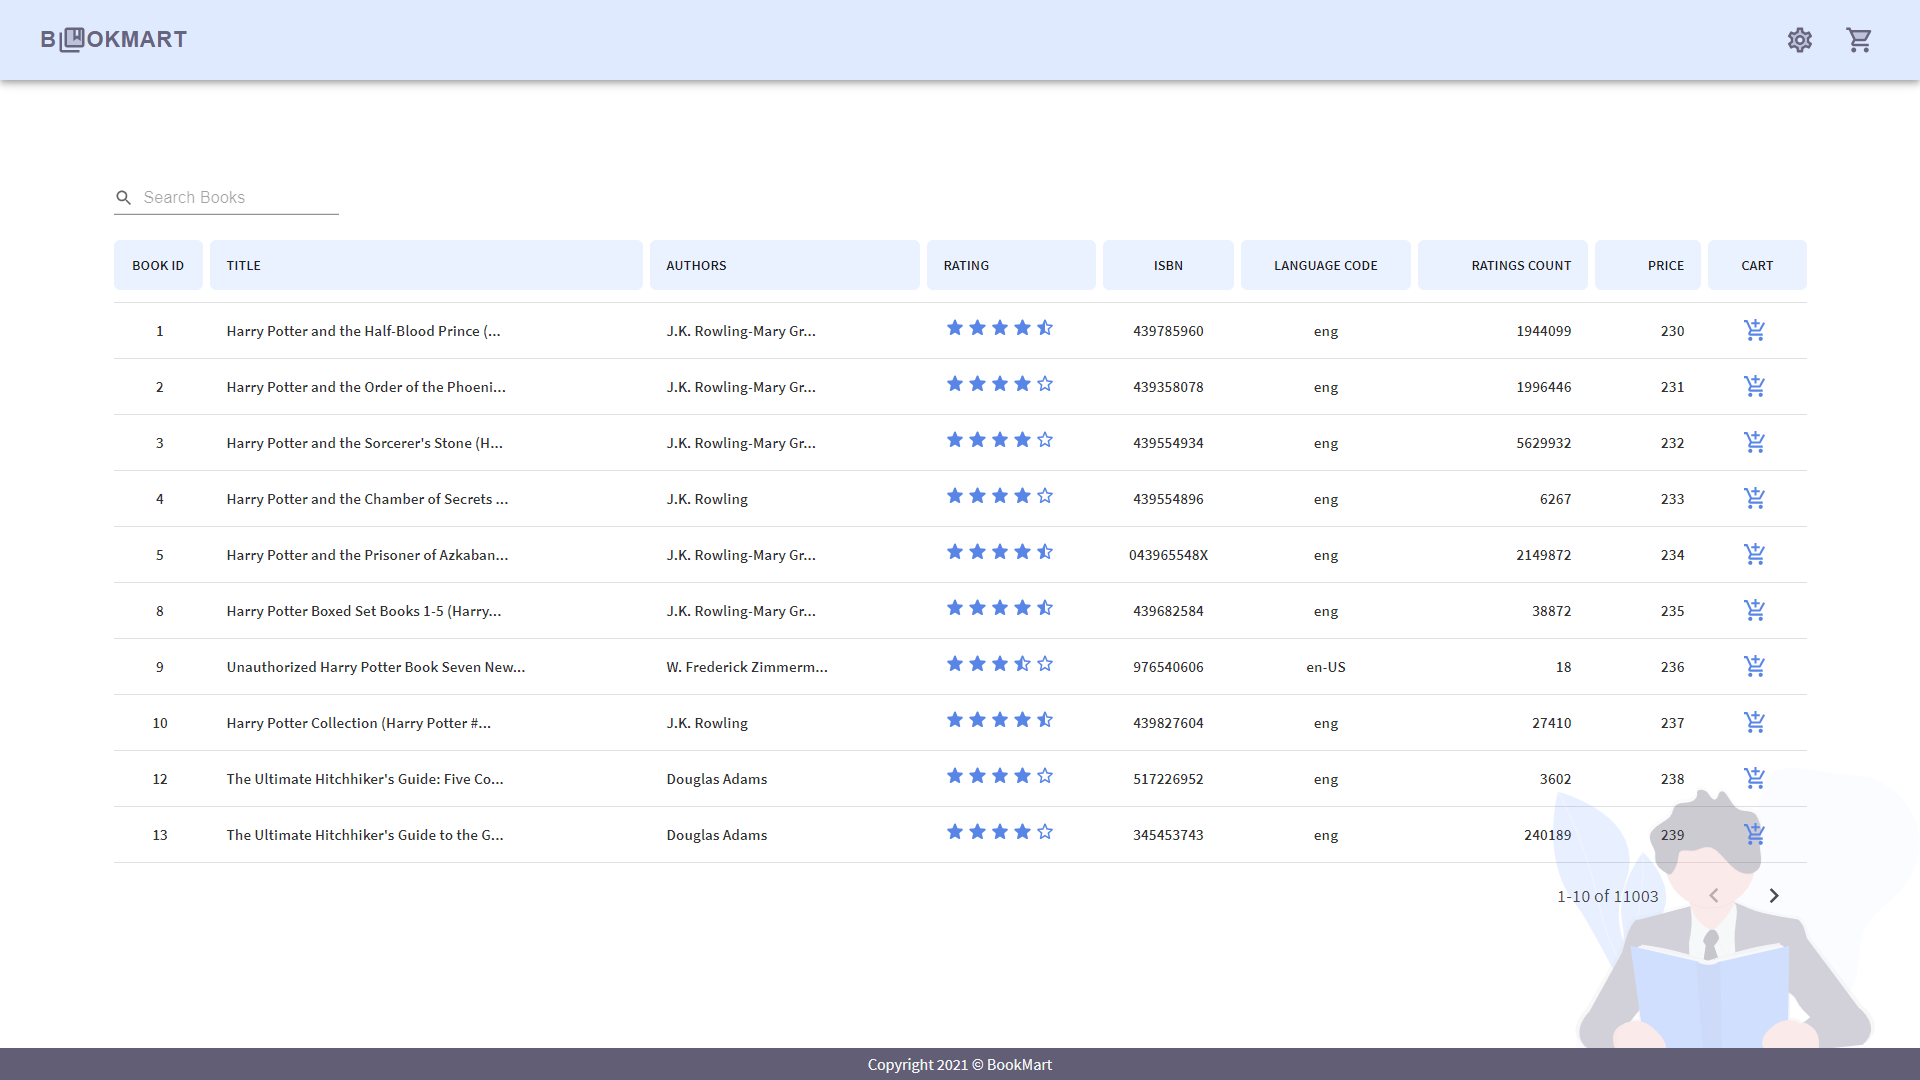 BOOKMART
Search Books
BOOK ID TITLE AUTHORS RATING ISBN LANGUAGE CODE RATINGS COUNT PRICE CART
1 Harry Potter and the Half-Blood Prince (... J.K. Rowling-Mary Gr... 439785960 eng 1944099 230
2 Harry Potter and the Order of the Phoeni... J.K. Rowling-Mary Gr... 439358078 eng 1996446 231
3 Harry Potter and the Sorcerer's Stone (H... J.K. Rowling-Mary Gr... 439554934 eng 5629932 232
4 Harry Potter and the Chamber of Secrets ... J.K. Rowling 439554896 eng 6267 233
5 Harry Potter and the Prisoner of Azkaban... J.K. Rowling-Mary Gr... 043965548X eng 2149872 234
8 Harry Potter Boxed Set Books 1-5 (Harry... J.K. Rowling-Mary Gr... 439682584 eng 38872 235
9 Unauthorized Harry Potter Book Seven New... W. Frederick Zimmerm... 976540606 en-US 18 236
10 Harry Potter Collection (Harry Potter #... J.K. Rowling 439827604 eng 27410 237
12 The Ultimate Hitchhiker's Guide: Five Co... Douglas Adams 517226952 eng 3602 238
13 The Ultimate Hitchhiker's Guide to the G... Douglas Adams 345453743 eng 240189 239
1-10 of 11003
Copyright 2021 © BookMart